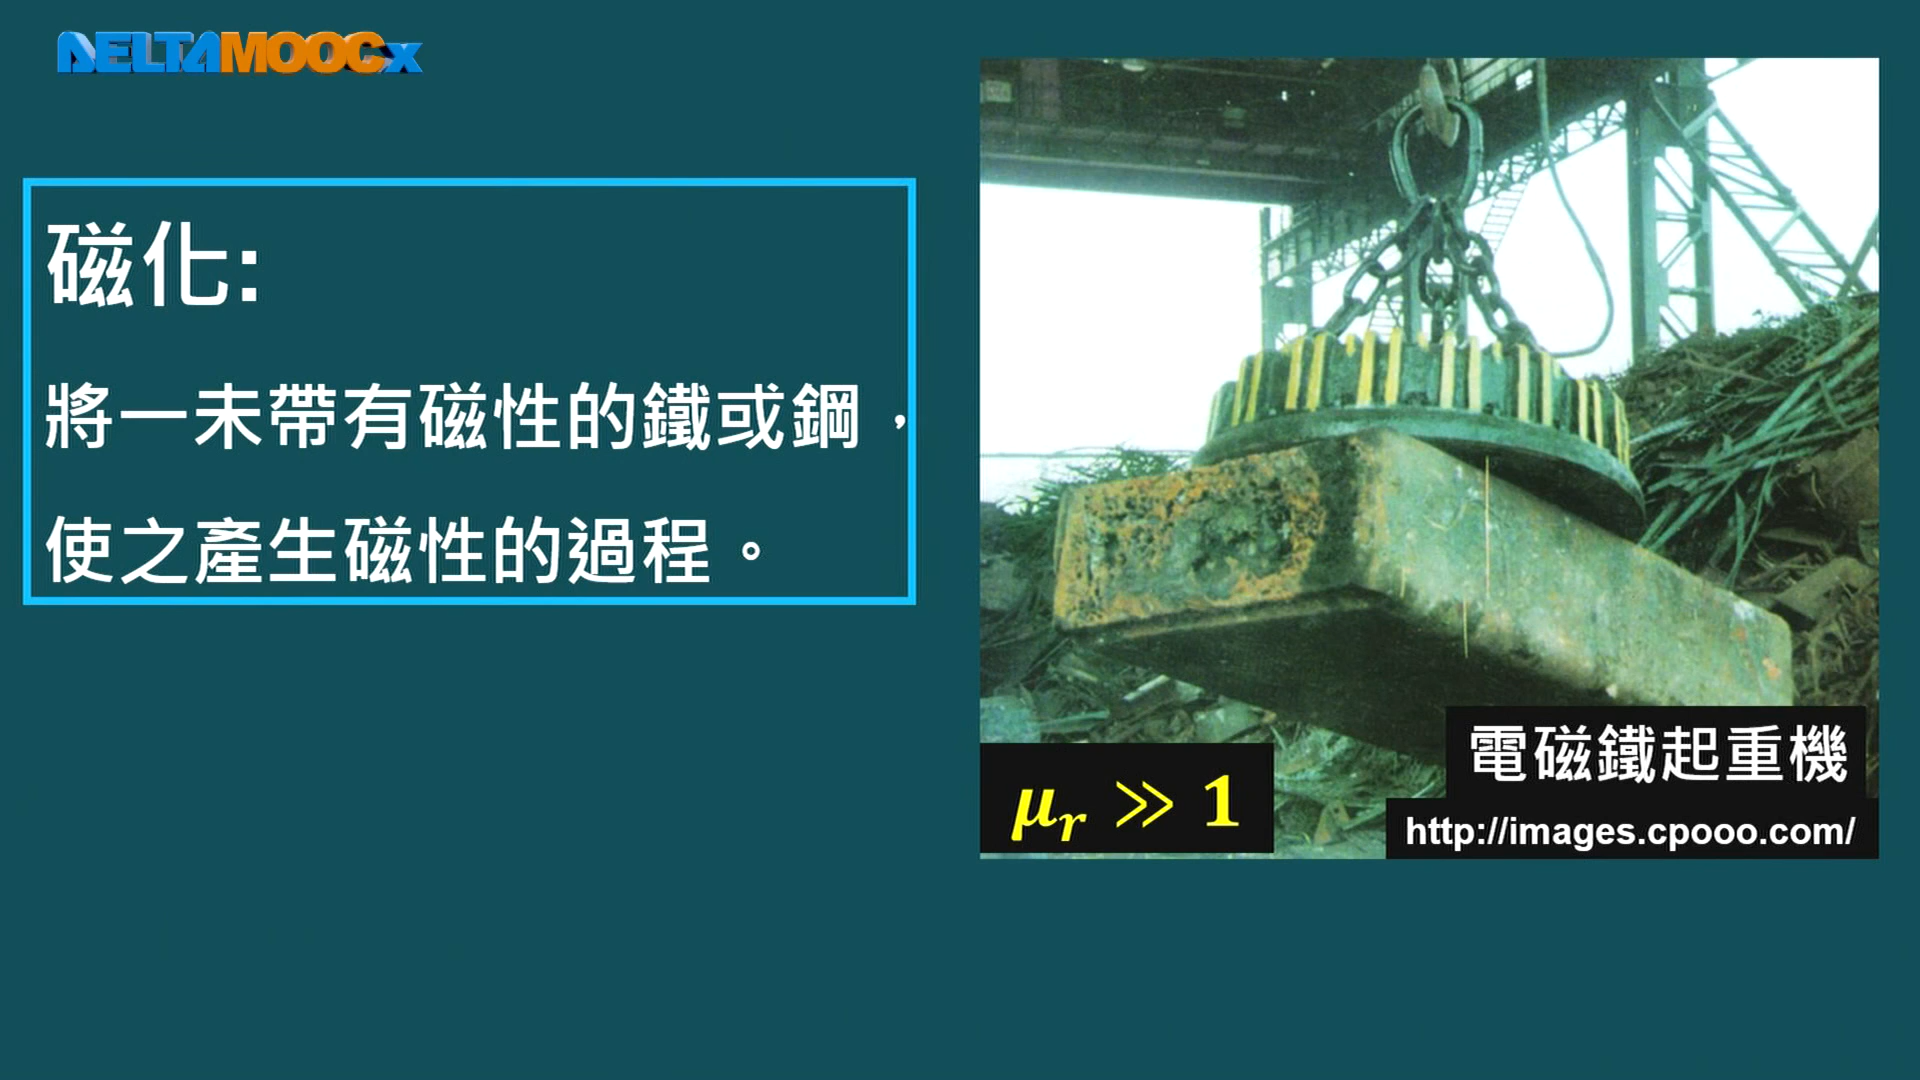 DELTAMOOCx
磁化:
將一未帶有磁性的鐵或鋼，
使之產生磁性的過程。
μr ≫ 1
電磁鐵起重機
http://images.cpooo.com/